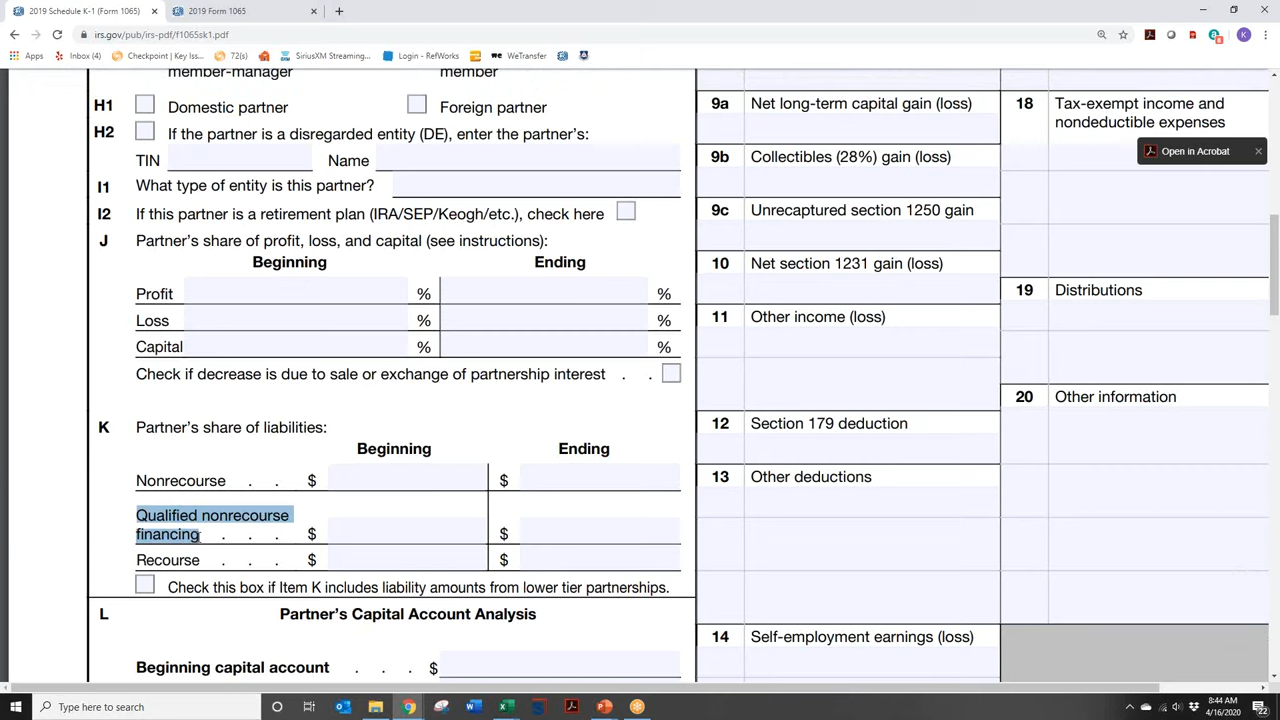 2019 Schedule K-1 (Form 1065)
2019 Form 1065
irs.gov/pub/irs-pdf/f1065sk1.pdf
K
Apps
Inbox (4)
Checkpoint | Key Iss...
72(s)
SiriusXM Streaming...
Login - RefWorks
WeTransfer
member-manager
member
H1 Domestic partner Foreign partner
H2 If the partner is a disregarded entity (DE), enter the partner's:
TIN Name
I1 What type of entity is this partner?
I2 If this partner is a retirement plan (IRA/SEP/Keogh/etc.), check here
J Partner's share of profit, loss, and capital (see instructions):
Beginning Ending
Profit % %
Loss % %
Capital % %
Check if decrease is due to sale or exchange of partnership interest . .
K Partner's share of liabilities:
Beginning Ending
Nonrecourse . . $ $
Qualified nonrecourse
financing . . . $ $
Recourse . . . $ $
Check this box if Item K includes liability amounts from lower tier partnerships.
L Partner's Capital Account Analysis
Beginning capital account . . . $
9a Net long-term capital gain (loss)
9b Collectibles (28%) gain (loss)
9c Unrecaptured section 1250 gain
10 Net section 1231 gain (loss)
11 Other income (loss)
12 Section 179 deduction
13 Other deductions
14 Self-employment earnings (loss)
18 Tax-exempt income and
nondeductible expenses
Open in Acrobat
19 Distributions
20 Other information
Type here to search
8:44 AM
4/16/2020
22